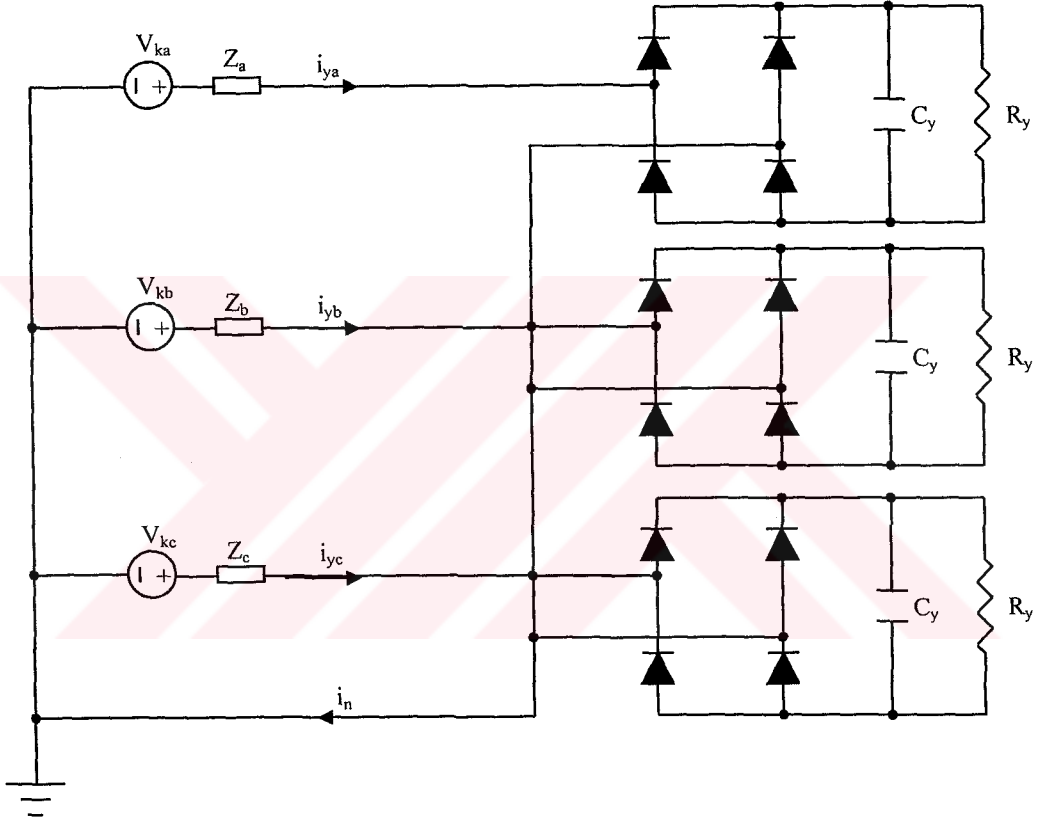 V_ka Z_a i_ya
C_y R_y
V_kb Z_b i_yb
C_y R_y
V_kc Z_c i_yc
C_y R_y
i_n